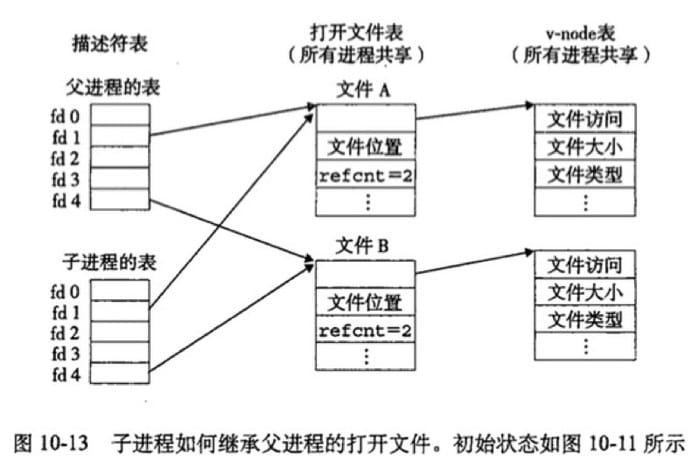 描述符表
打开文件表
（所有进程共享）
v-node表
（所有进程共享）
父进程的表
fd 0
fd 1
fd 2
fd 3
fd 4
子进程的表
fd 0
fd 1
fd 2
fd 3
fd 4
文件 A
文件位置
refcnt=2
⋮
文件 B
文件位置
refcnt=2
⋮
文件访问
文件大小
文件类型
⋮
文件访问
文件大小
文件类型
⋮
图 10-13 子进程如何继承父进程的打开文件。初始状态如图 10-11 所示